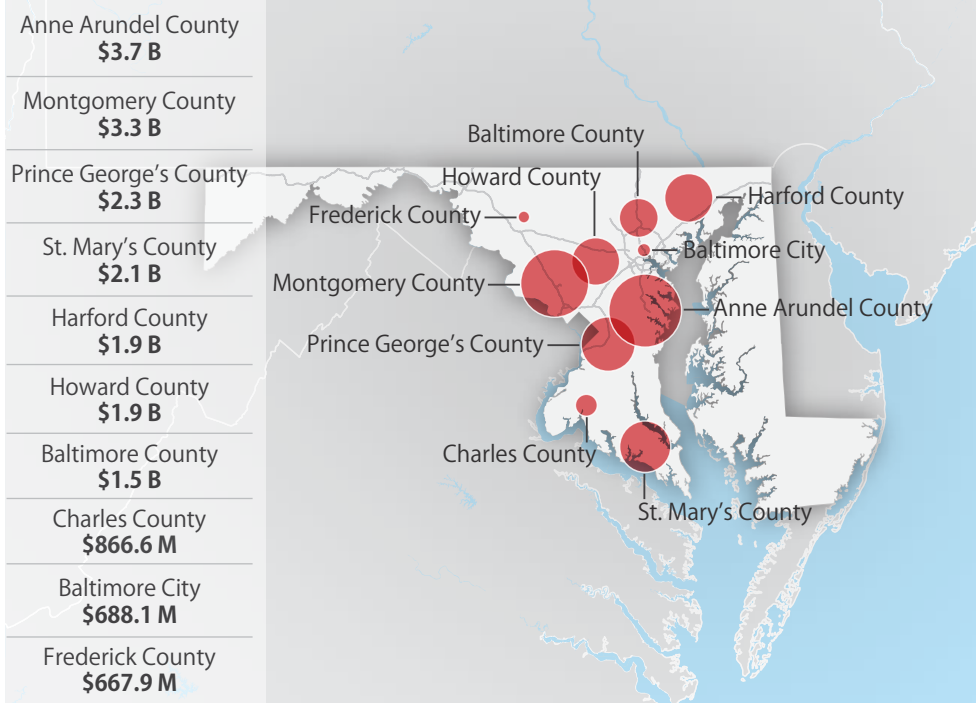 Anne Arundel County
$3.7 B
Montgomery County
$3.3 B
Prince George’s County
$2.3 B
St. Mary’s County
$2.1 B
Harford County
$1.9 B
Howard County
$1.9 B
Baltimore County
$1.5 B
Charles County
$866.6 M
Baltimore City
$688.1 M
Frederick County
$667.9 M
Baltimore County
Howard County
Harford County
Frederick County
Baltimore City
Montgomery County
Anne Arundel County
Prince George’s County
Charles County
St. Mary’s County